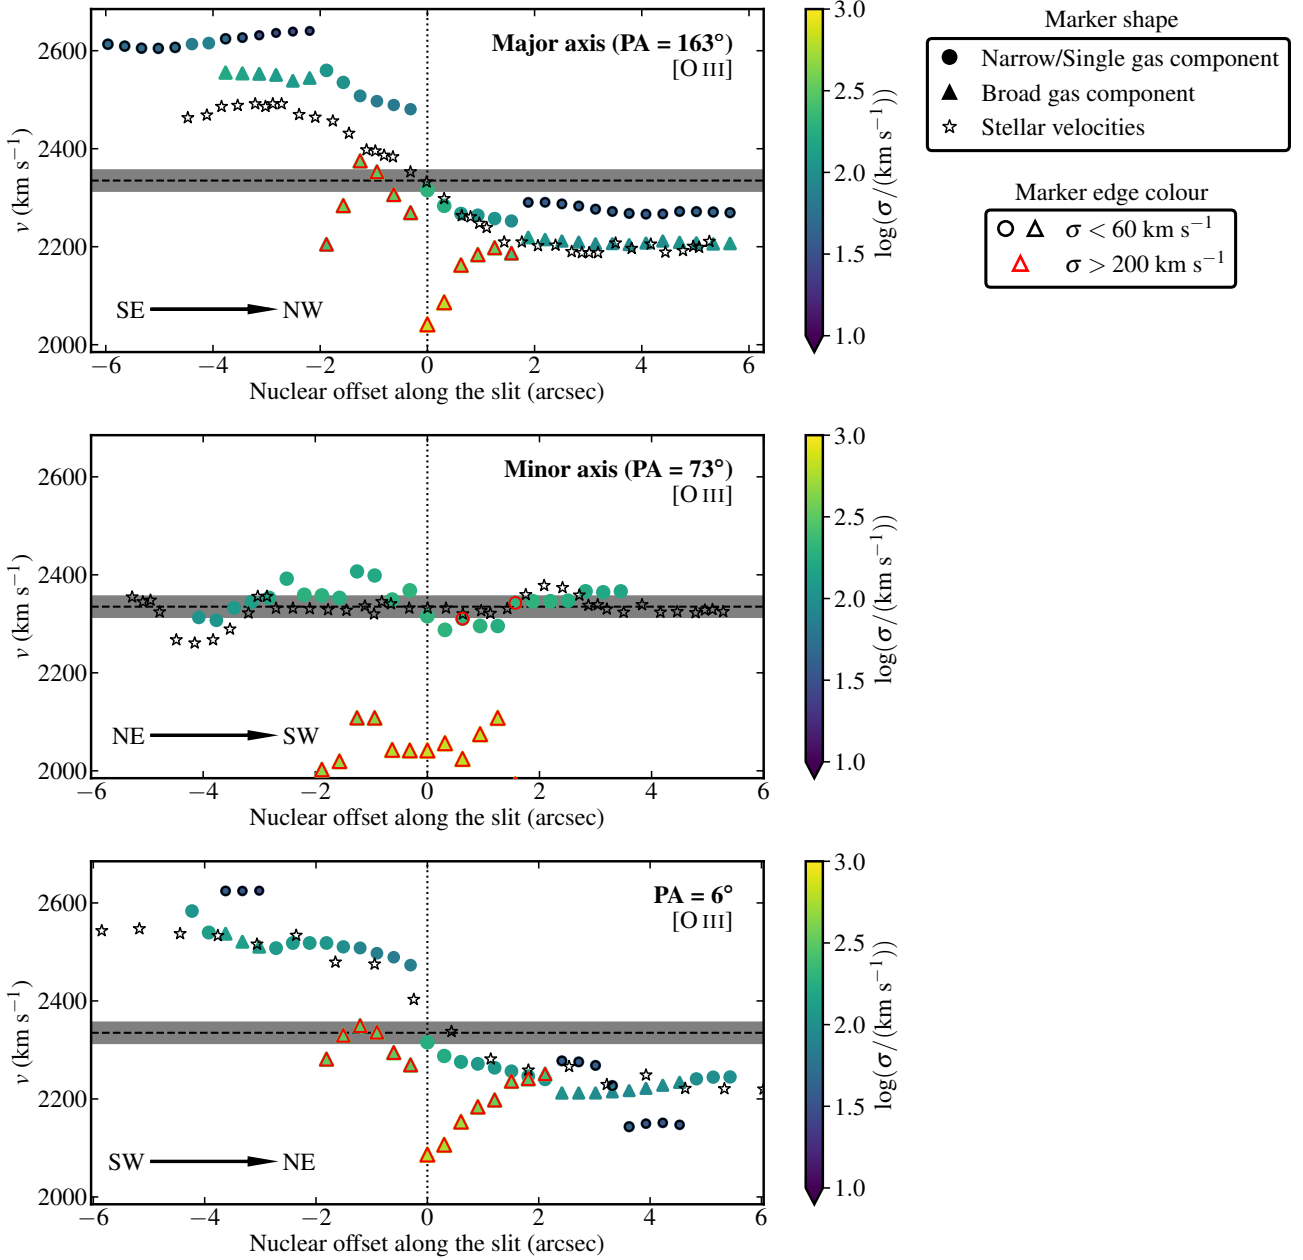 Major axis (PA = 163°)
[O III]
2600
2400
2200
2000
v (km s−1)
SE
NW
−6
−4
−2
0
2
4
6
Nuclear offset along the slit (arcsec)
3.0
2.5
2.0
1.5
1.0
log(σ/(km s−1))
Marker shape
Narrow/Single gas component
Broad gas component
Stellar velocities
Marker edge colour
σ < 60 km s−1
σ > 200 km s−1
Minor axis (PA = 73°)
[O III]
2600
2400
2200
2000
v (km s−1)
NE
SW
−6
−4
−2
0
2
4
6
Nuclear offset along the slit (arcsec)
3.0
2.5
2.0
1.5
1.0
log(σ/(km s−1))
PA = 6°
[O III]
2600
2400
2200
2000
v (km s−1)
SW
NE
−6
−4
−2
0
2
4
6
Nuclear offset along the slit (arcsec)
3.0
2.5
2.0
1.5
1.0
log(σ/(km s−1))